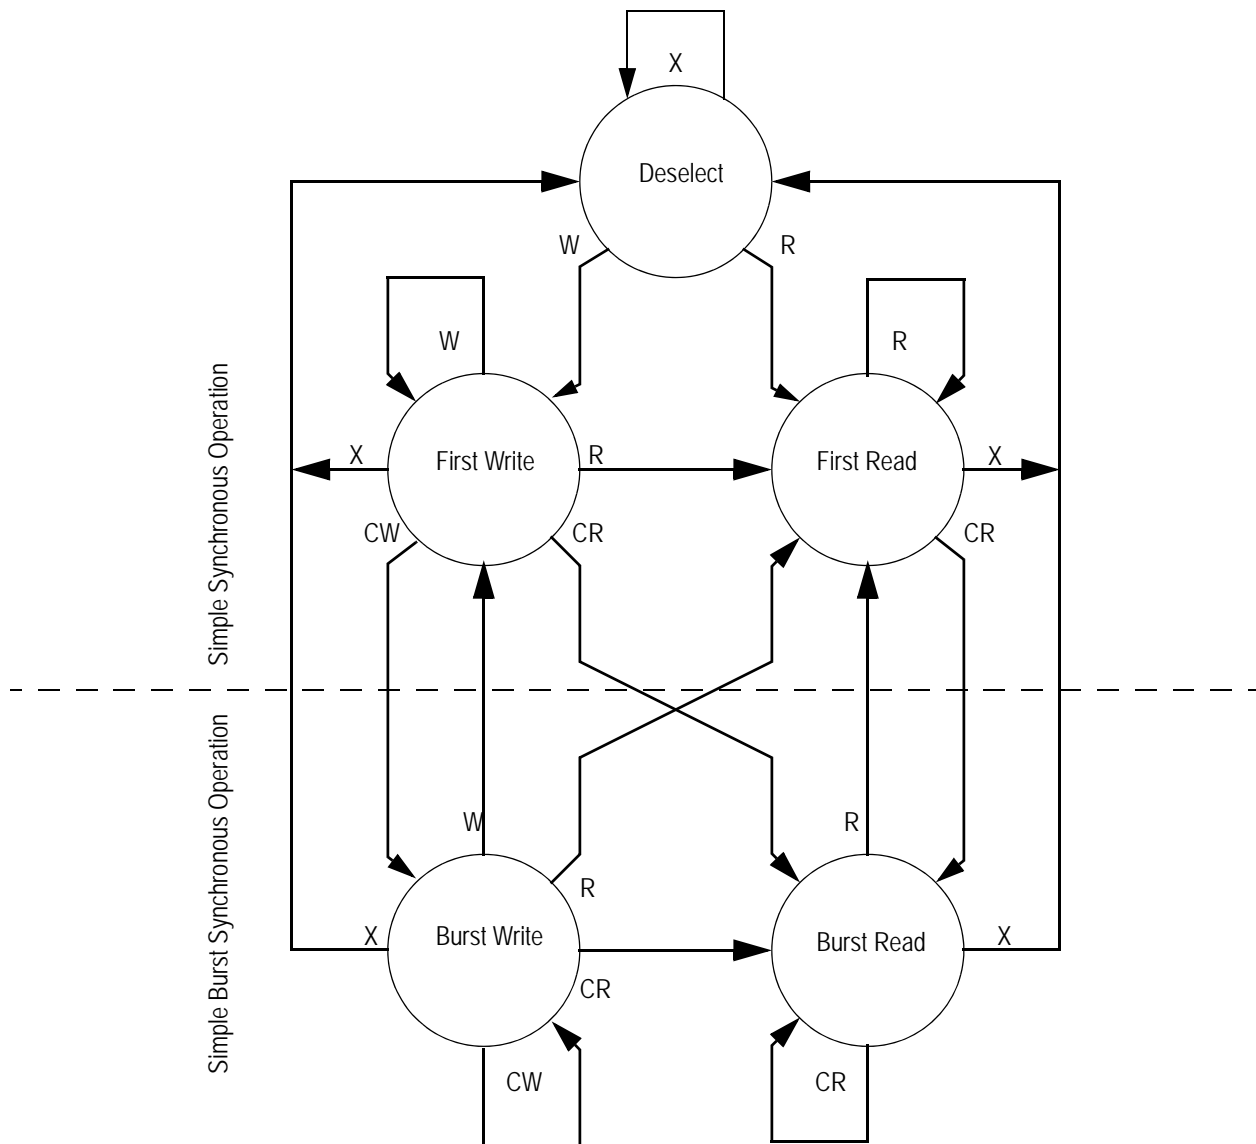 X
Deselect
W
R
W
R
Simple Synchronous Operation
X
First Write
R
First Read
X
CW
CR
CR
Simple Burst Synchronous Operation
W
R
R
X
Burst Write
Burst Read
X
CR
CW
CR